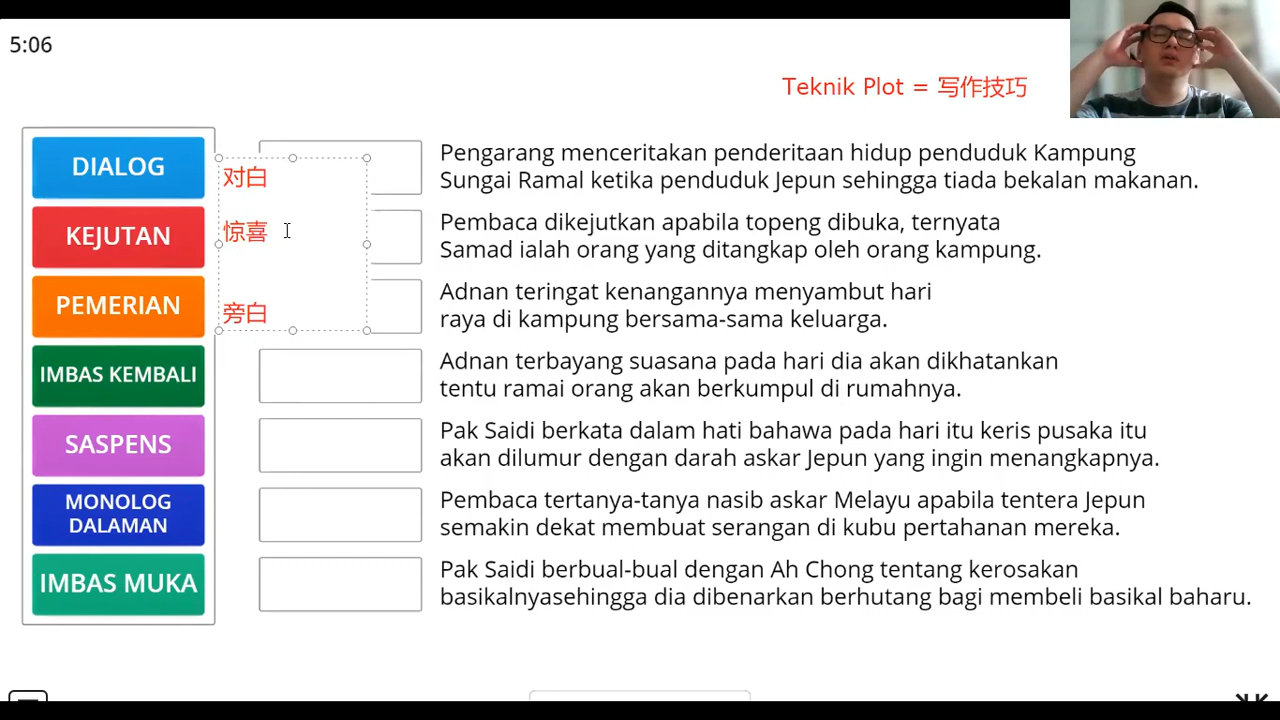 5:06
Teknik Plot = 写作技巧
DIALOG
对白
KEJUTAN
惊喜
PEMERIAN
旁白
IMBAS KEMBALI
SASPENS
MONOLOG
DALAMAN
IMBAS MUKA
Pengarang menceritakan penderitaan hidup penduduk Kampung
Sungai Ramal ketika penduduk Jepun sehingga tiada bekalan makanan.
Pembaca dikejutkan apabila topeng dibuka, ternyata
Samad ialah orang yang ditangkap oleh orang kampung.
Adnan teringat kenangannya menyambut hari
raya di kampung bersama-sama keluarga.
Adnan terbayang suasana pada hari dia akan dikhatankan
tentu ramai orang akan berkumpul di rumahnya.
Pak Saidi berkata dalam hati bahawa pada hari itu keris pusaka itu
akan dilumur dengan darah askar Jepun yang ingin menangkapnya.
Pembaca tertanya-tanya nasib askar Melayu apabila tentera Jepun
semakin dekat membuat serangan di kubu pertahanan mereka.
Pak Saidi berbual-bual dengan Ah Chong tentang kerosakan
basikalnyasehingga dia dibenarkan berhutang bagi membeli basikal baharu.